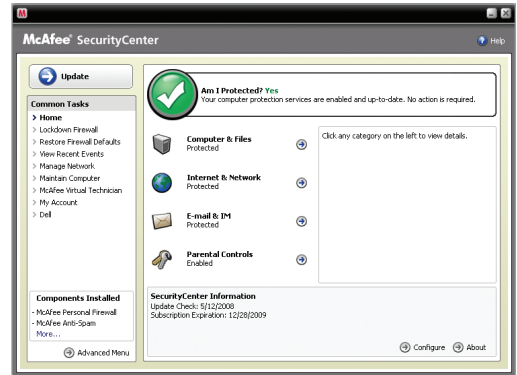 McAfee® SecurityCenter
Help
Update
Common Tasks
Home
Lockdown Firewall
Restore Firewall Defaults
View Recent Events
Manage Network
Maintain Computer
McAfee Virtual Technician
My Account
Dell
Components Installed
- McAfee Personal Firewall
- McAfee Anti-Spam
More...
Advanced Menu
Am I Protected? Yes
Your computer protection services are enabled and up-to-date. No action is required.
Computer & Files
Protected
Internet & Network
Protected
E-mail & IM
Protected
Parental Controls
Enabled
Click any category on the left to view details.
SecurityCenter Information
Update Check: 5/12/2008
Subscription Expiration: 12/28/2009
Configure
About